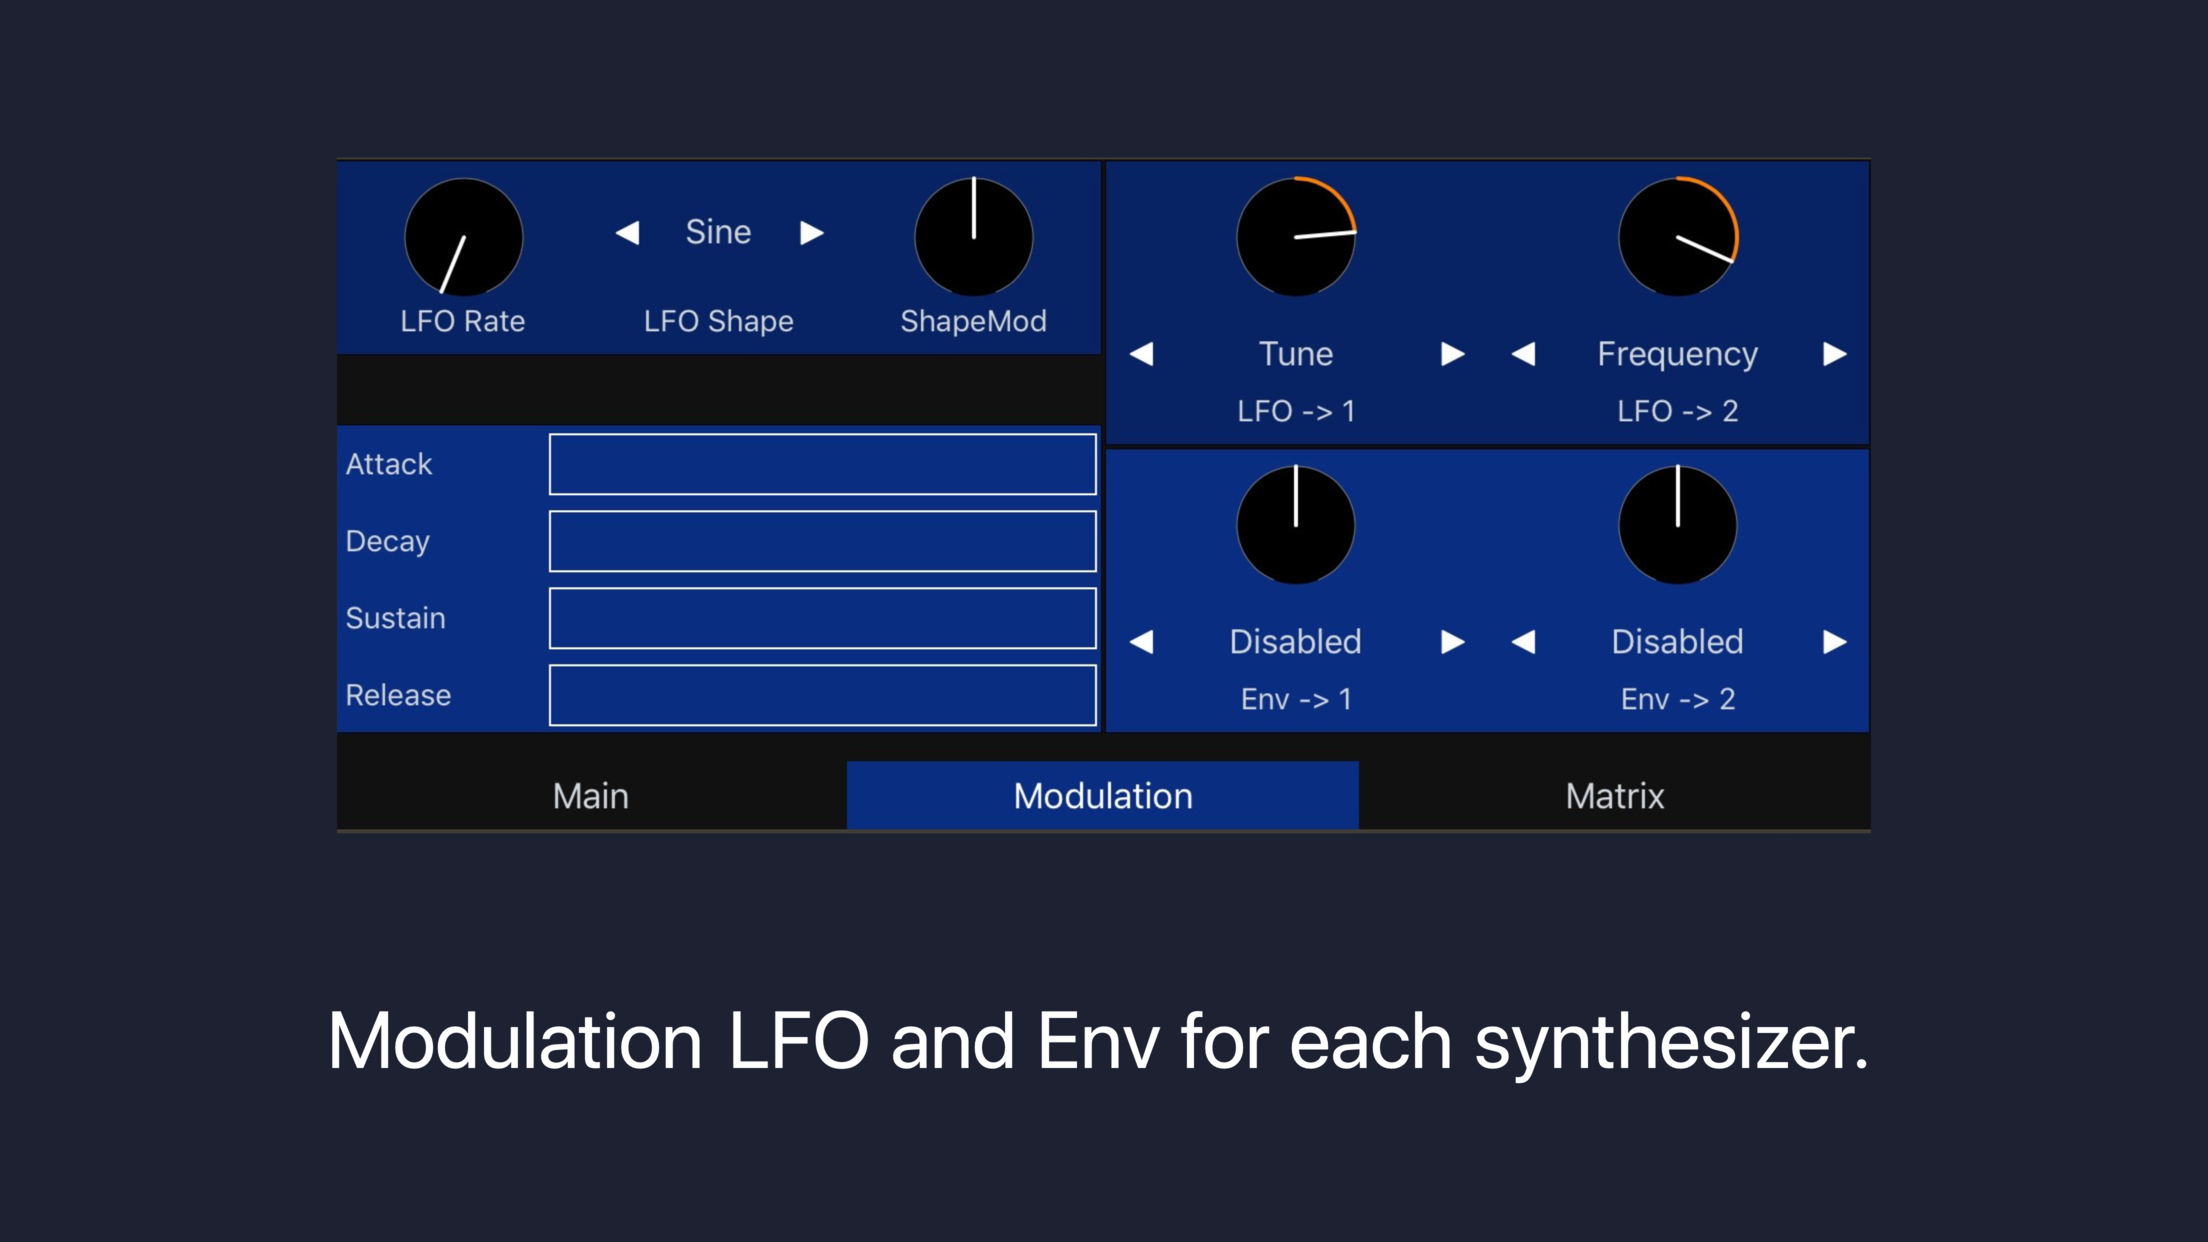 Sine
LFO Rate
LFO Shape
ShapeMod
Tune
Frequency
LFO -> 1
LFO -> 2
Attack
Decay
Sustain
Release
Disabled
Disabled
Env -> 1
Env -> 2
Main
Modulation
Matrix
Modulation LFO and Env for each synthesizer.